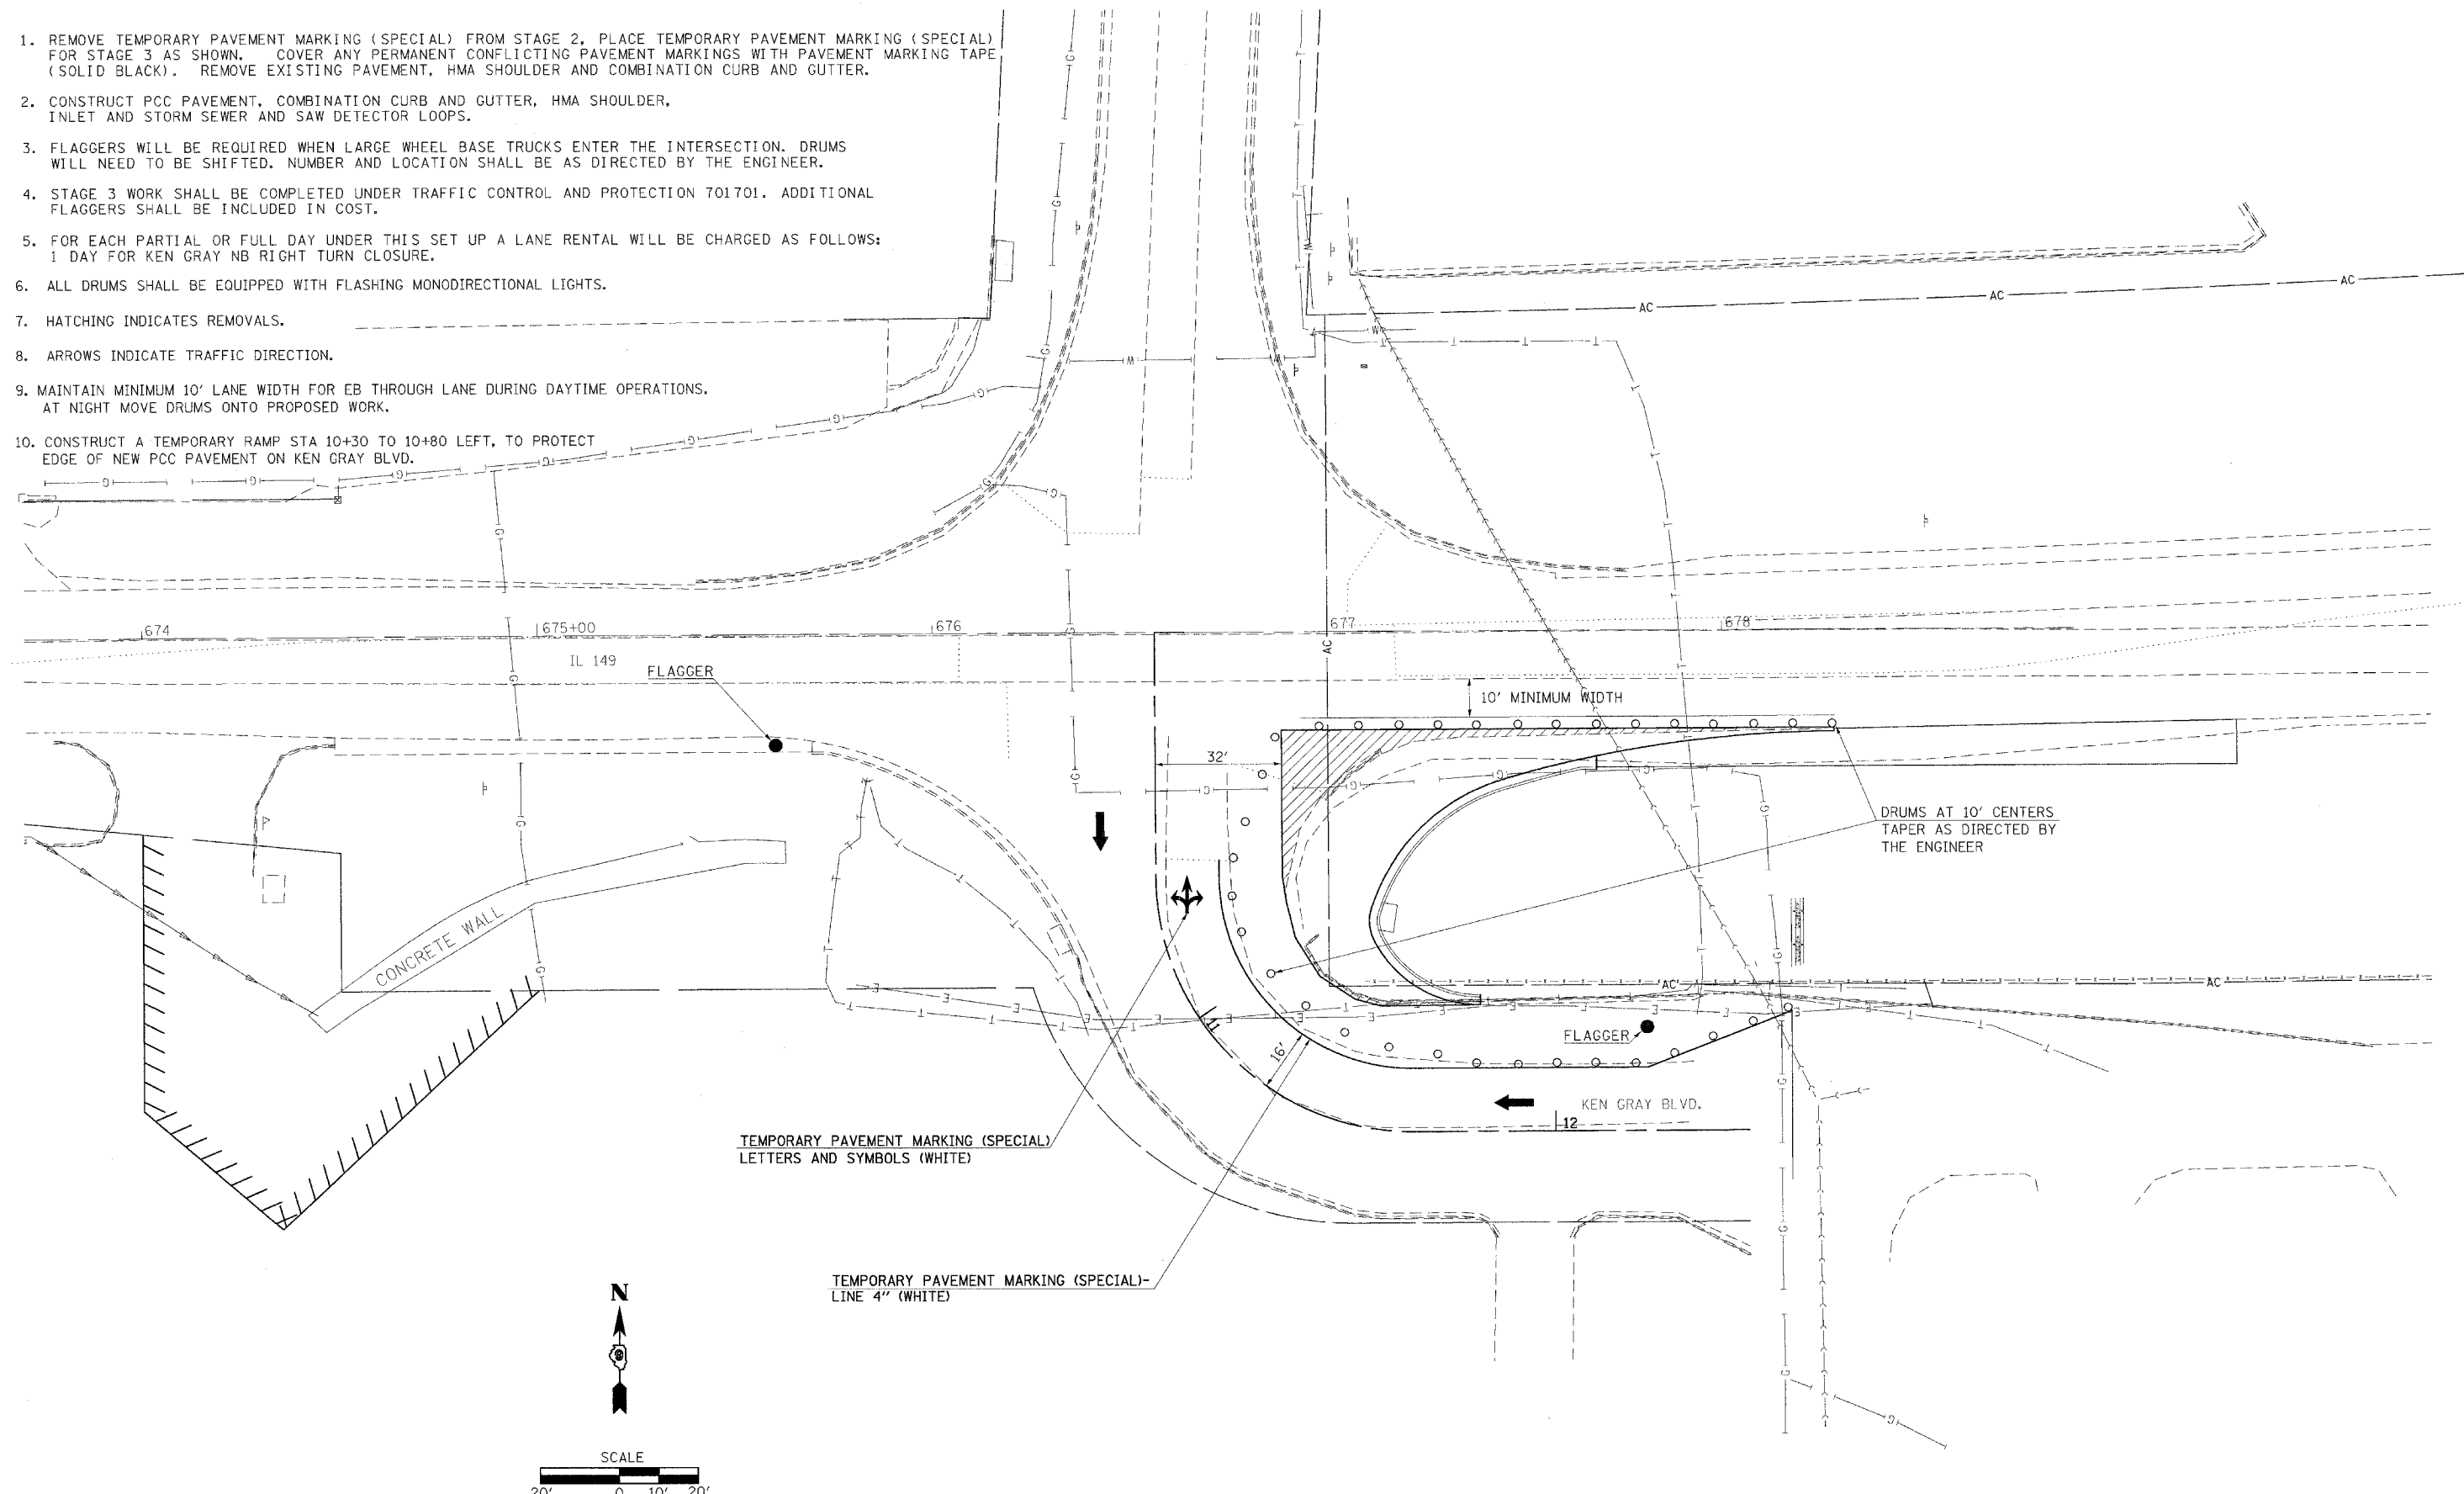 1. REMOVE TEMPORARY PAVEMENT MARKING (SPECIAL) FROM STAGE 2, PLACE TEMPORARY PAVEMENT MARKING (SPECIAL)
FOR STAGE 3 AS SHOWN. COVER ANY PERMANENT CONFLICTING PAVEMENT MARKINGS WITH PAVEMENT MARKING TAPE
(SOLID BLACK). REMOVE EXISTING PAVEMENT, HMA SHOULDER AND COMBINATION CURB AND GUTTER.
2. CONSTRUCT PCC PAVEMENT, COMBINATION CURB AND GUTTER, HMA SHOULDER,
INLET AND STORM SEWER AND SAW DETECTOR LOOPS.
3. FLAGGERS WILL BE REQUIRED WHEN LARGE WHEEL BASE TRUCKS ENTER THE INTERSECTION. DRUMS
WILL NEED TO BE SHIFTED. NUMBER AND LOCATION SHALL BE AS DIRECTED BY THE ENGINEER.
4. STAGE 3 WORK SHALL BE COMPLETED UNDER TRAFFIC CONTROL AND PROTECTION 701701. ADDITIONAL
FLAGGERS SHALL BE INCLUDED IN COST.
5. FOR EACH PARTIAL OR FULL DAY UNDER THIS SET UP A LANE RENTAL WILL BE CHARGED AS FOLLOWS:
1 DAY FOR KEN GRAY NB RIGHT TURN CLOSURE.
6. ALL DRUMS SHALL BE EQUIPPED WITH FLASHING MONODIRECTIONAL LIGHTS.
7. HATCHING INDICATES REMOVALS.
8. ARROWS INDICATE TRAFFIC DIRECTION.
9. MAINTAIN MINIMUM 10' LANE WIDTH FOR EB THROUGH LANE DURING DAYTIME OPERATIONS.
AT NIGHT MOVE DRUMS ONTO PROPOSED WORK.
10. CONSTRUCT A TEMPORARY RAMP STA 10+30 TO 10+80 LEFT, TO PROTECT
EDGE OF NEW PCC PAVEMENT ON KEN GRAY BLVD.
AC AC AC
674 675+00 676 677 678
IL 149
AC
FLAGGER
10' MINIMUM WIDTH
32'
DRUMS AT 10' CENTERS
TAPER AS DIRECTED BY
THE ENGINEER
CONCRETE WALL
AC AC
11
16'
FLAGGER
KEN GRAY BLVD.
12
TEMPORARY PAVEMENT MARKING (SPECIAL)
LETTERS AND SYMBOLS (WHITE)
TEMPORARY PAVEMENT MARKING (SPECIAL)-
LINE 4" (WHITE)
N
SCALE
20' 0 10' 20'